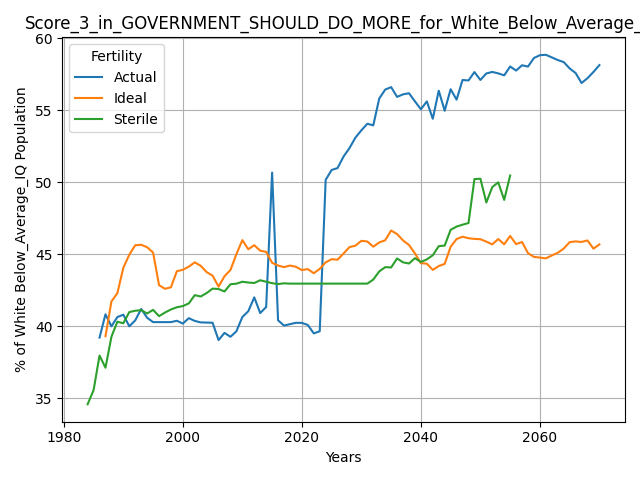 Score_3_in_GOVERNMENT_SHOULD_DO_MORE_for_White_Below_Average_
Fertility
Actual
Ideal
Sterile
% of White Below_Average_IQ Population
60
55
50
45
40
35
1980
2000
2020
2040
2060
Years